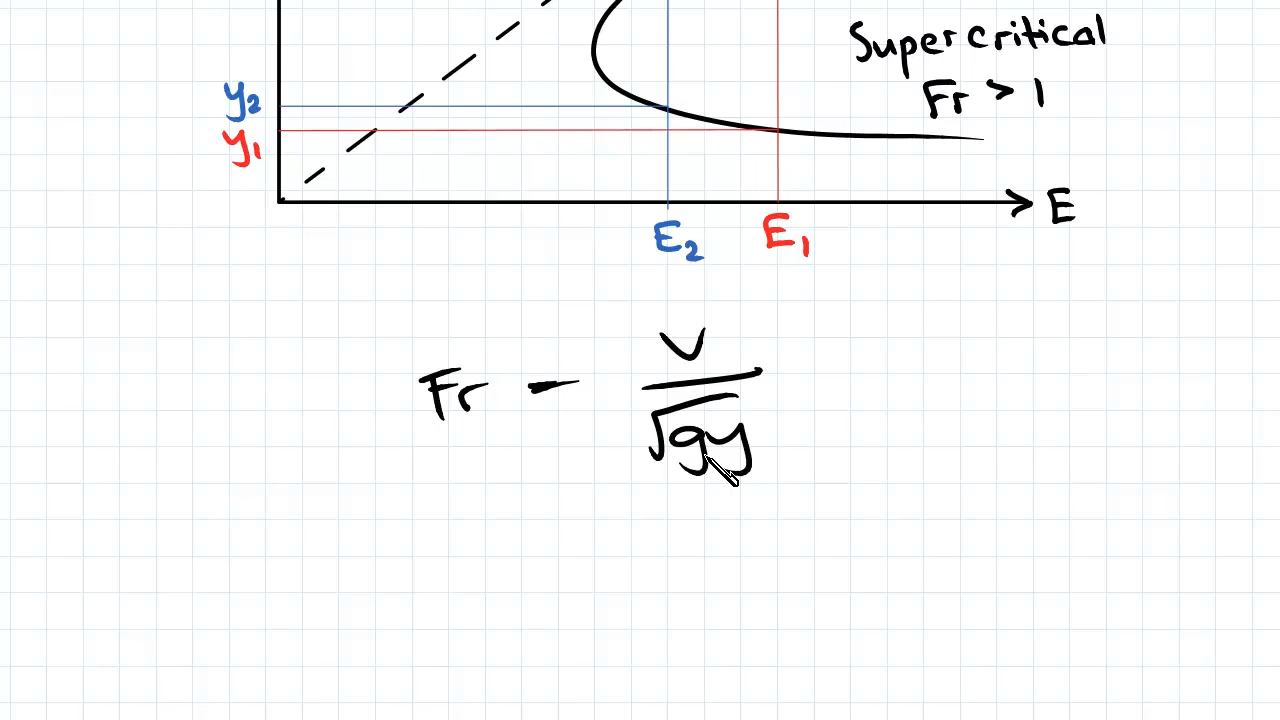 Supercritical
Fr > 1
y₂
y₁
E
E₂
E₁
Fr - V/√gy